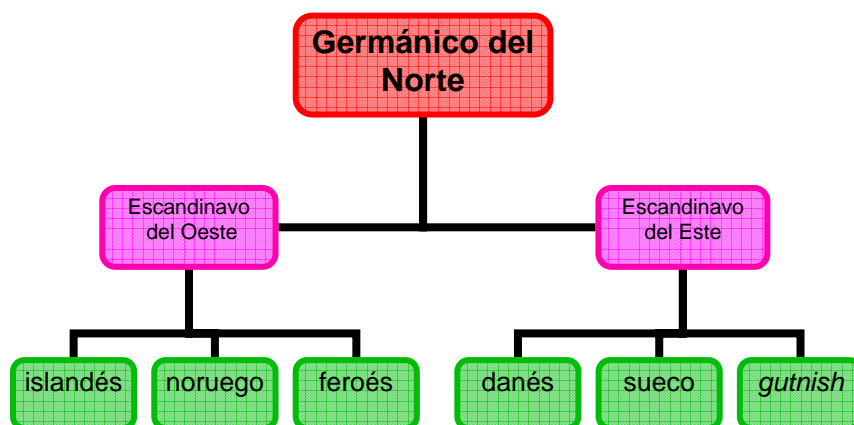 Germánico del
Norte
Escandinavo
del Oeste
Escandinavo
del Este
islandés
noruego
feroés
danés
sueco
gutnish